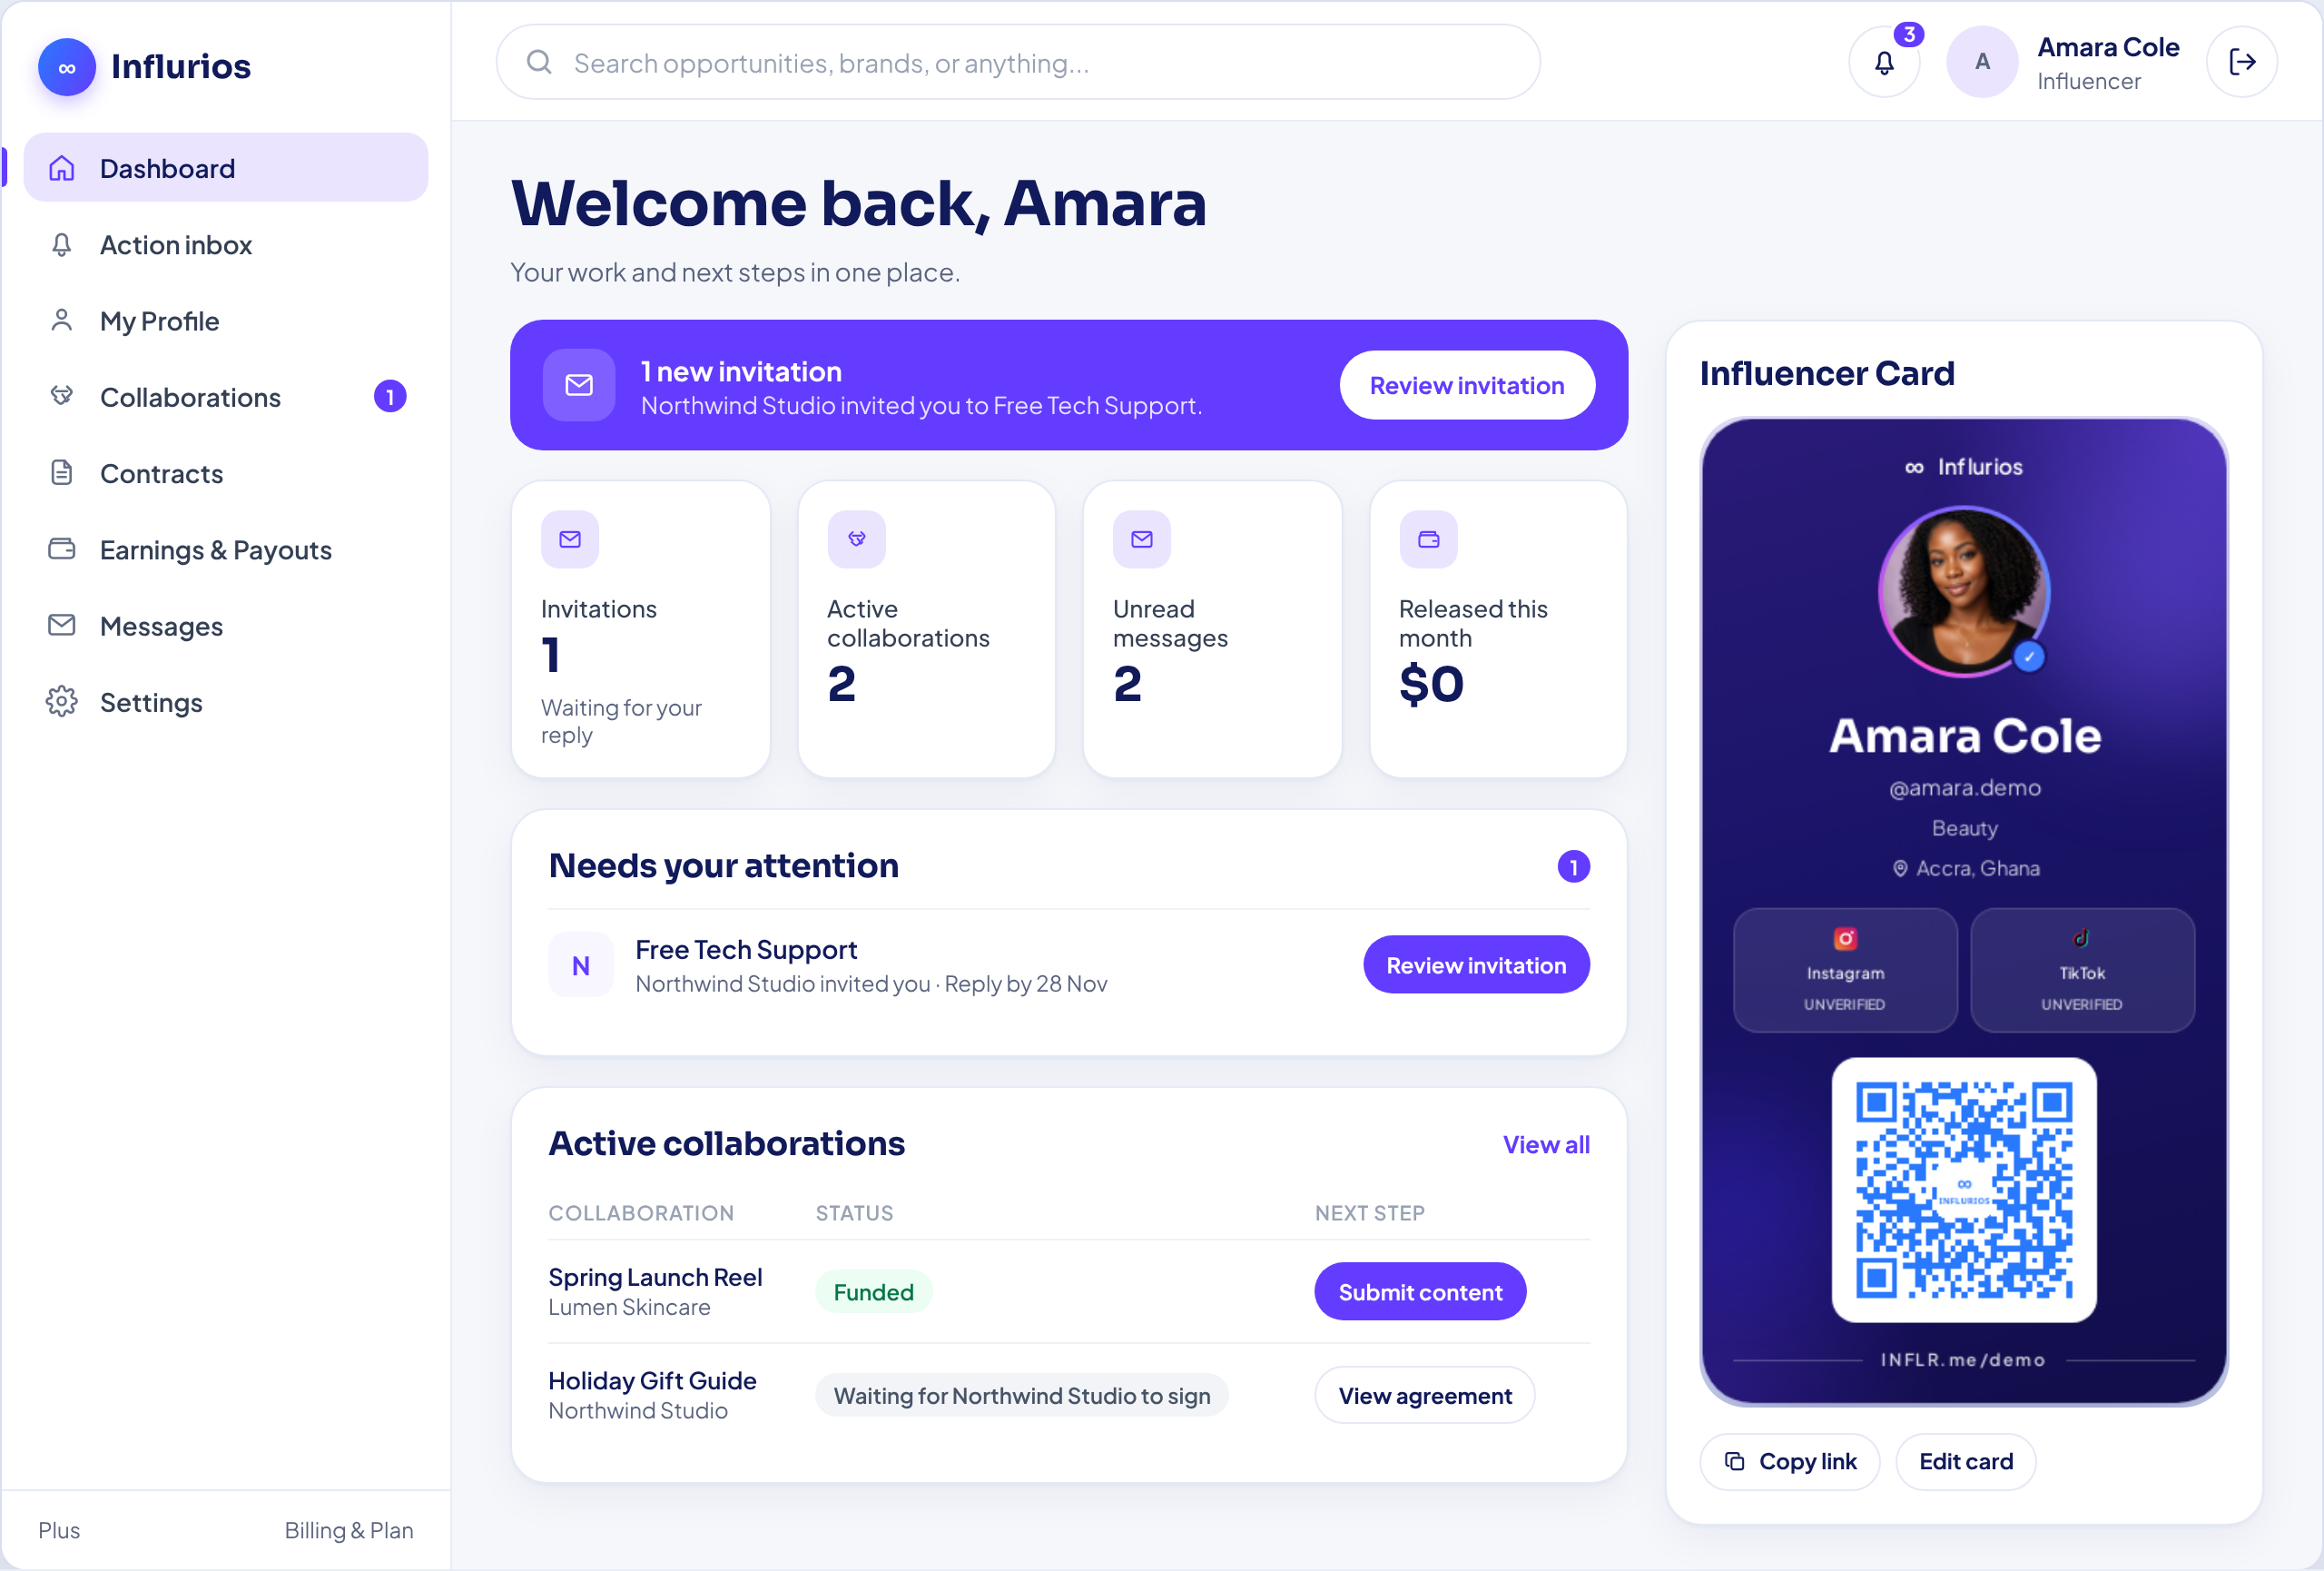 ∞ Influrios
Search opportunities, brands, or anything...
3
A
Amara Cole
Influencer
Dashboard
Action inbox
My Profile
Collaborations 1
Contracts
Earnings & Payouts
Messages
Settings
Plus
Billing & Plan
Welcome back, Amara
Your work and next steps in one place.
1 new invitation
Northwind Studio invited you to Free Tech Support.
Review invitation
Invitations
1
Waiting for your
reply
Active
collaborations
2
Unread
messages
2
Released this
month
$0
Needs your attention
1
N
Free Tech Support
Northwind Studio invited you · Reply by 28 Nov
Review invitation
Active collaborations
View all
COLLABORATION STATUS NEXT STEP
Spring Launch Reel
Lumen Skincare
Funded
Submit content
Holiday Gift Guide
Northwind Studio
Waiting for Northwind Studio to sign
View agreement
Influencer Card
∞ Influrios
Amara Cole
@amara.demo
Beauty
Accra, Ghana
Instagram
UNVERIFIED
TikTok
UNVERIFIED
∞
INFLURIOS
INFLR.me/demo
Copy link
Edit card